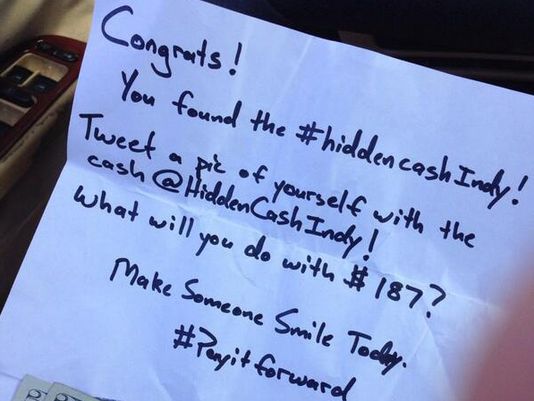 Congrats!
You found the #hiddencashIndy!
Tweet a pic of yourself with the
cash @HiddenCashIndy!
What will you do with $187?
Make Someone Smile Today.
#Payitforward